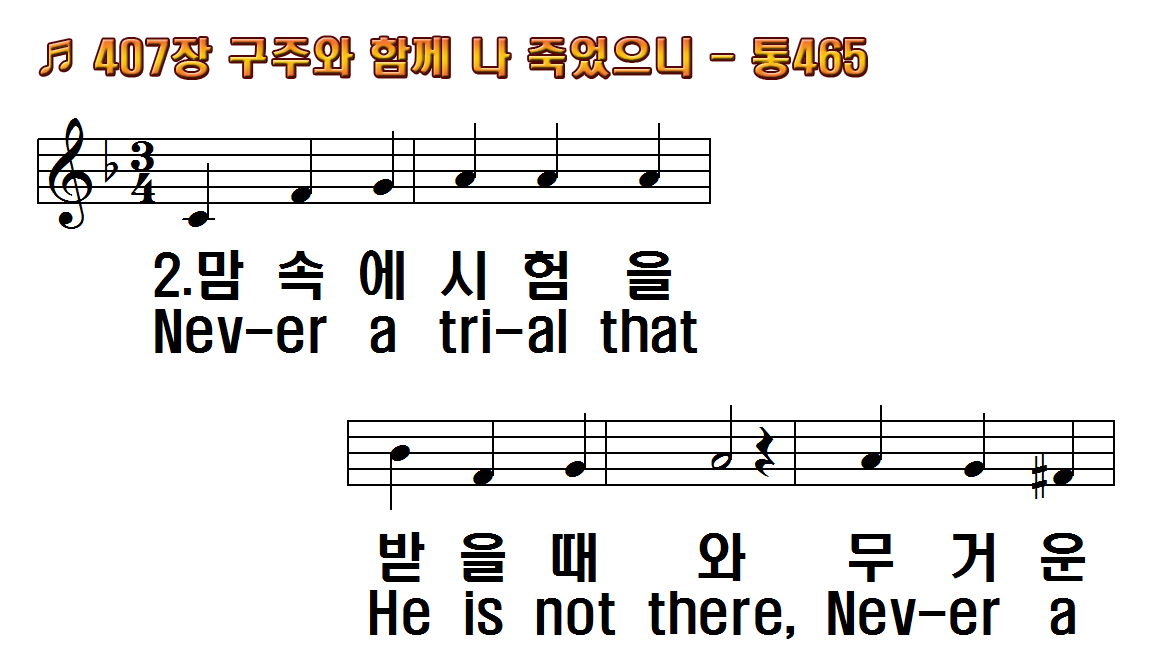 ♬ 407장 구주와 함께 나 죽었으니 - 통465
2.맘 속 에 시 험 을
Nev-er a tri-al that
받 을 때 와 무 거 운
He is not there, Nev-er a